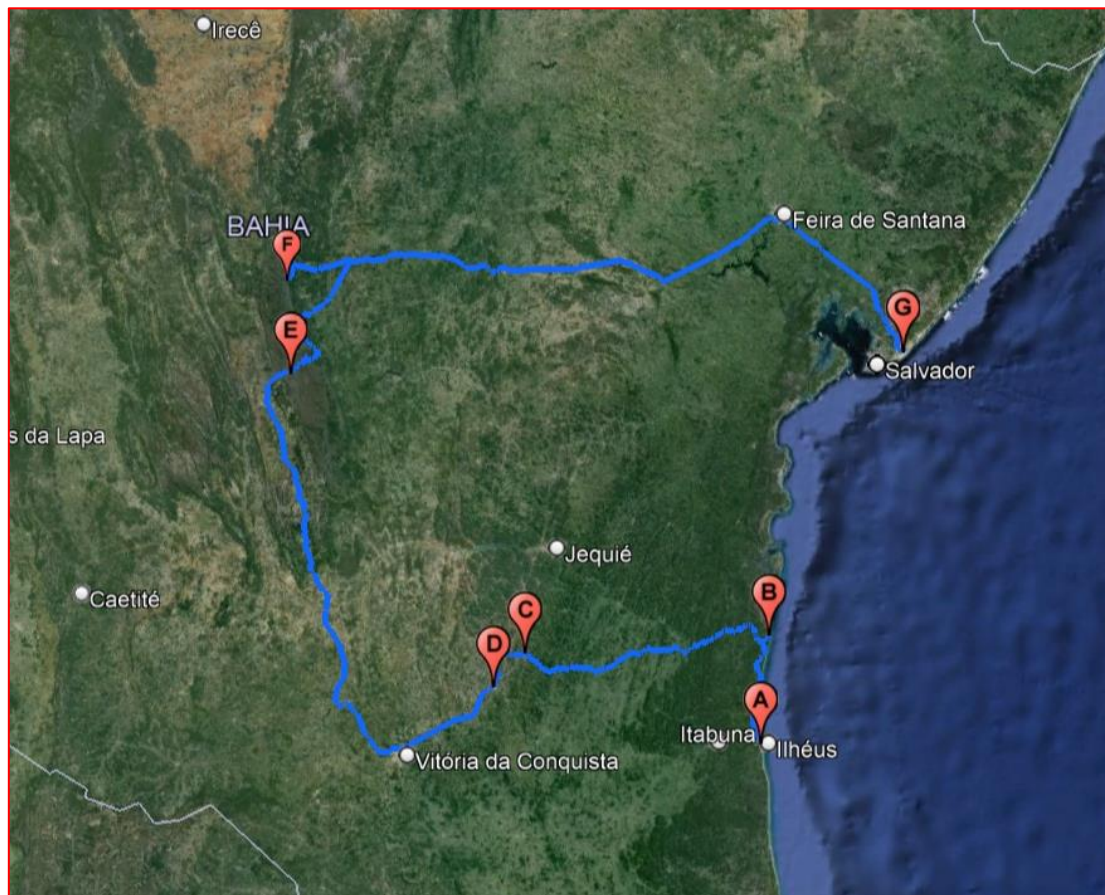 Irecê
BAHIA
F
Feira de Santana
E
G
Salvador
s da Lapa
Jequié
Caetité
B
C
D
A
Itabuna
Ilhéus
Vitória da Conquista